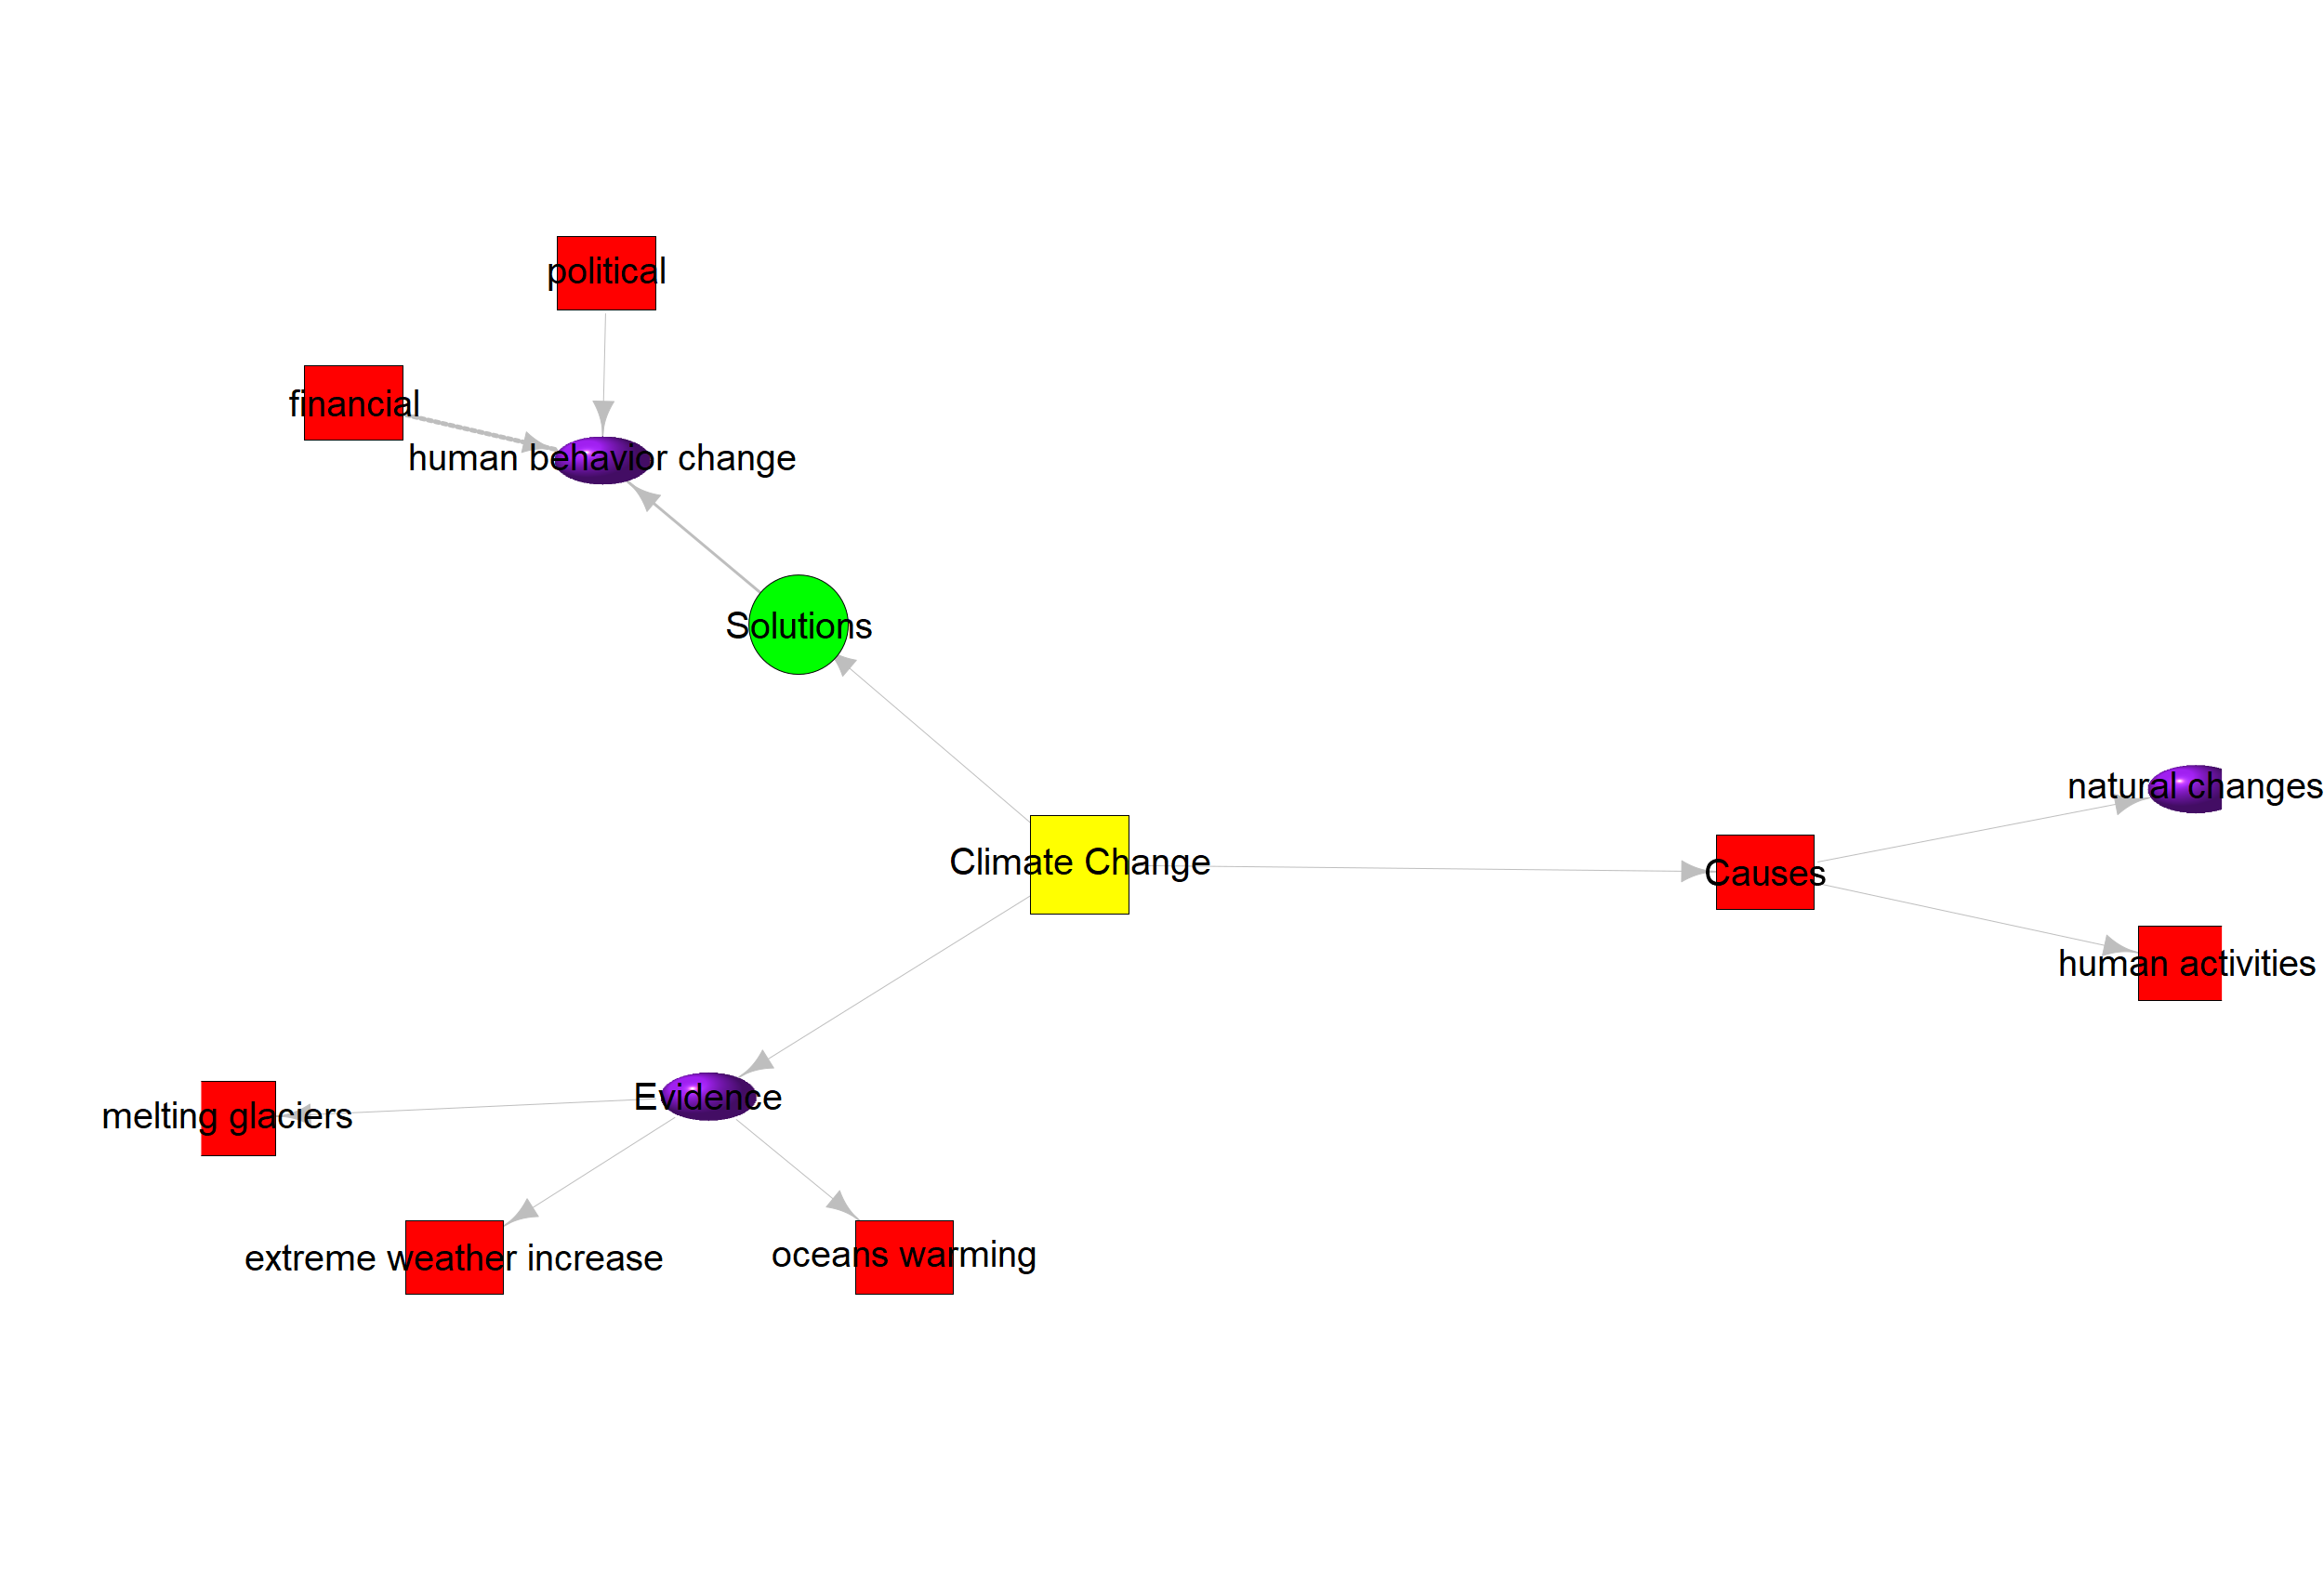 political
financial
human behavior change
Solutions
natural changes
Climate Change
Causes
human activities
Evidence
melting glaciers
extreme weather increase
oceans warming